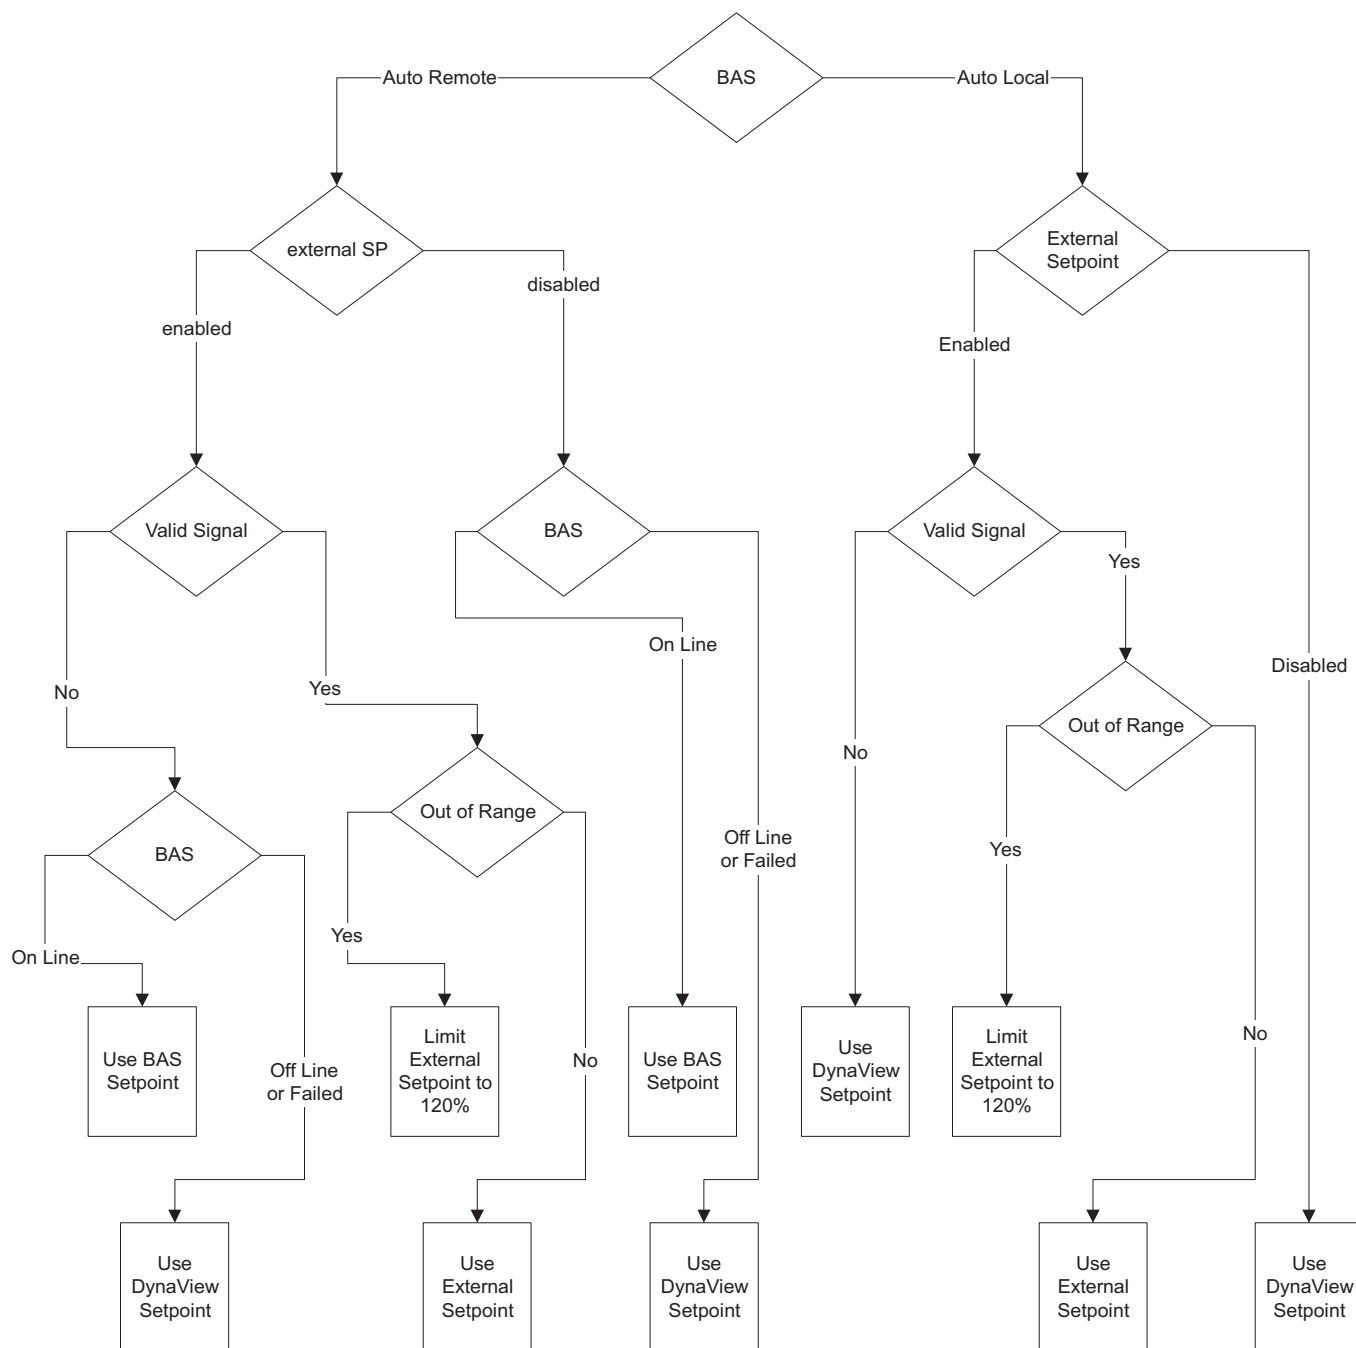 Auto Remote
BAS
Auto Local
external SP
External
Setpoint
disabled
enabled
Enabled
Valid Signal
BAS
Valid Signal
Yes
On Line
Disabled
No
Yes
Out of Range
No
Out of Range
Off Line
or Failed
Yes
BAS
Yes
On Line
Use BAS
Setpoint
Off Line
or Failed
Limit
External
Setpoint to
120%
No
Use BAS
Setpoint
Use
DynaView
Setpoint
Limit
External
Setpoint to
120%
No
Use
DynaView
Setpoint
Use
External
Setpoint
Use
DynaView
Setpoint
Use
External
Setpoint
Use
DynaView
Setpoint